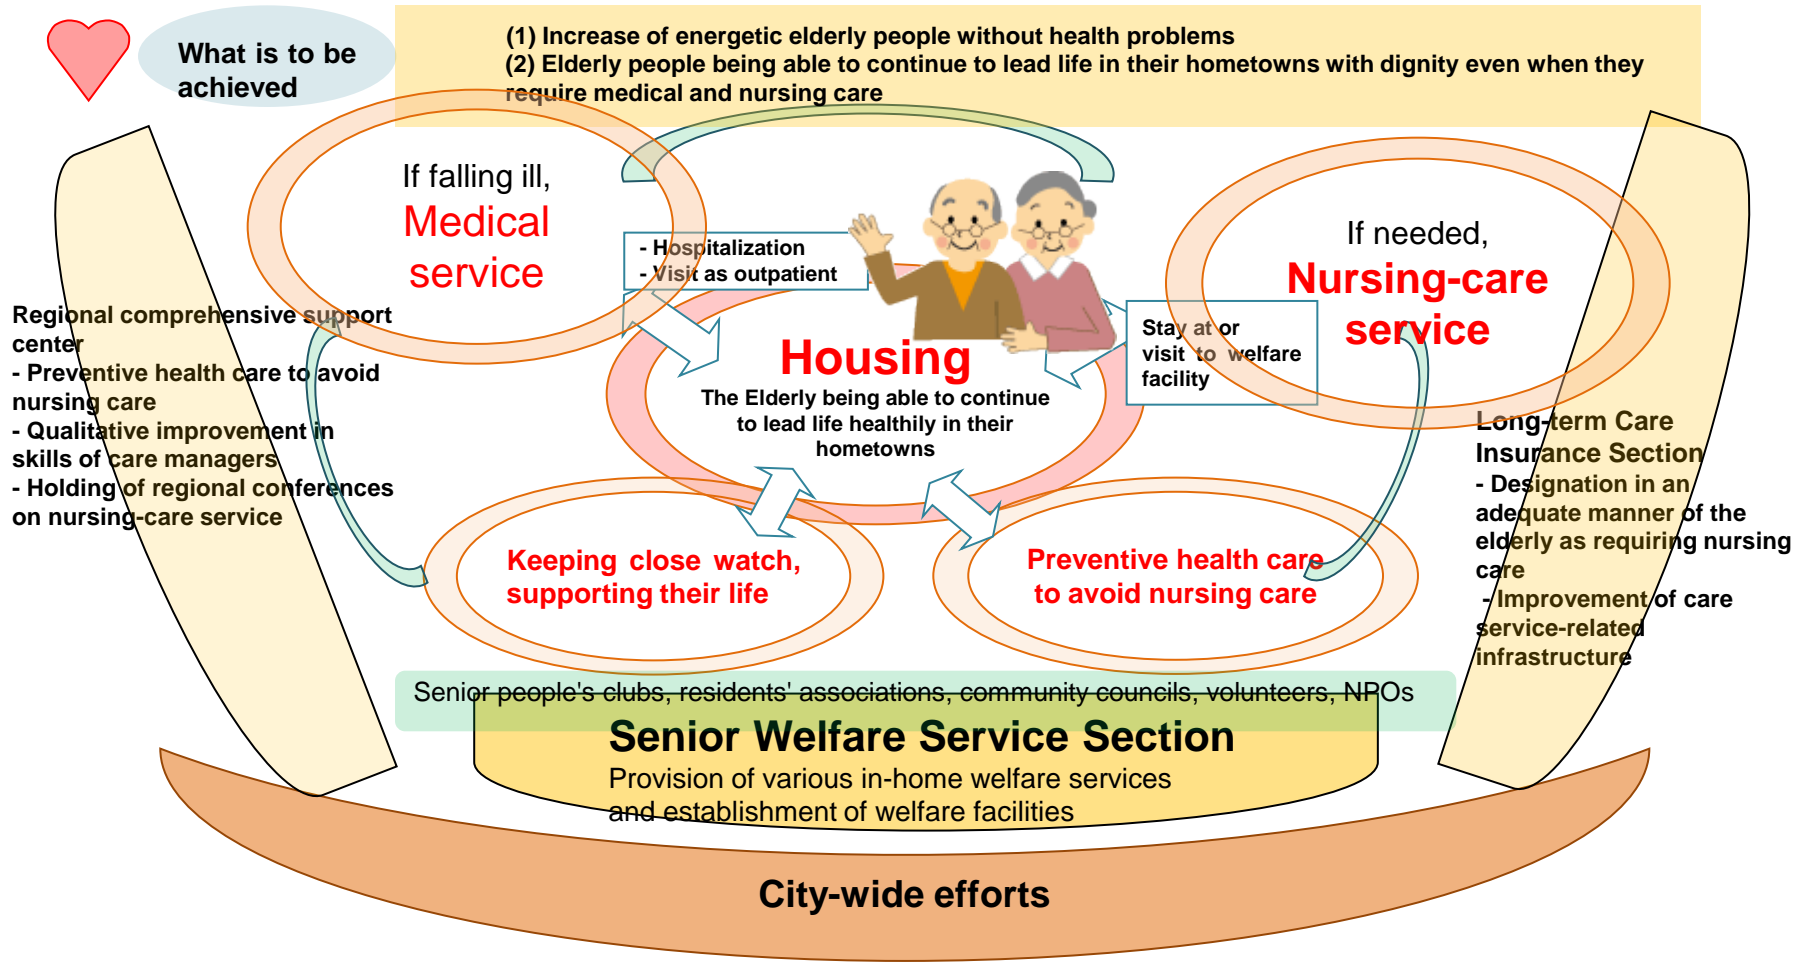 What is to be
achieved
(1) Increase of energetic elderly people without health problems
(2) Elderly people being able to continue to lead life in their hometowns with dignity even when they
require medical and nursing care
If falling ill,
Medical
service
- Hospitalization
- Visit as outpatient
If needed,
Nursing-care
service
Stay at or
visit to welfare
facility
Housing
The Elderly being able to continue
to lead life healthily in their
hometowns
Regional comprehensive support
center
- Preventive health care to avoid
nursing care
- Qualitative improvement in
skills of care managers
- Holding of regional conferences
on nursing-care service
Long-term Care
Insurance Section
- Designation in an
adequate manner of the
elderly as requiring nursing
care
- Improvement of care
service-related
infrastructure
Keeping close watch,
supporting their life
Preventive health care
to avoid nursing care
Senior people's clubs, residents' associations, community councils, volunteers, NPOs
Senior Welfare Service Section
Provision of various in-home welfare services
and establishment of welfare facilities
City-wide efforts